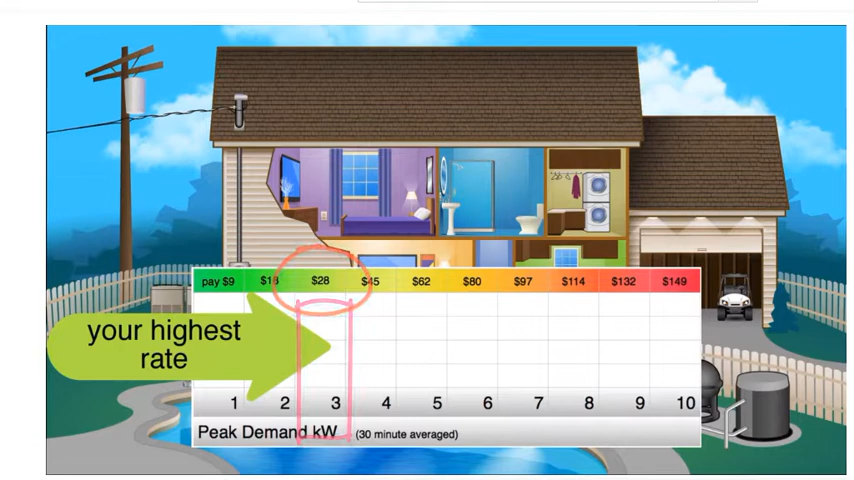 pay $9 $18 $28 $45 $62 $80 $97 $114 $132 $149
your highest
rate
1 2 3 4 5 6 7 8 9 10
Peak Demand kW (30 minute averaged)